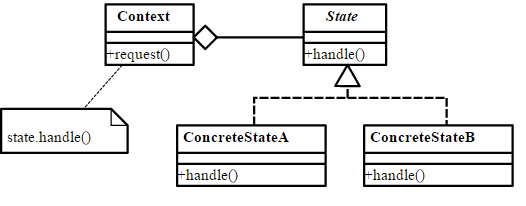 Context
State
+request()
+handle()
state.handle()
ConcreteStateA
ConcreteStateB
+handle()
+handle()